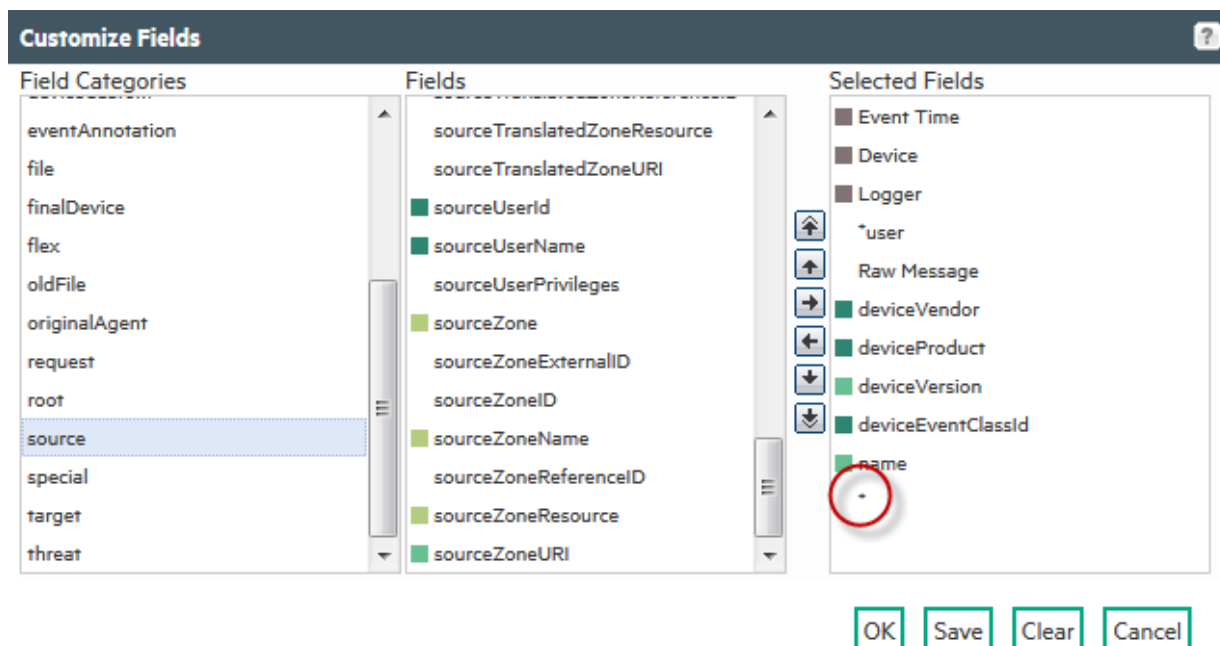 Customize Fields
?
Field Categories
eventAnnotation
file
finalDevice
flex
oldFile
originalAgent
request
root
source
special
target
threat
Fields
sourceTranslatedZoneResource
sourceTranslatedZoneURI
sourceUserId
sourceUserName
sourceUserPrivileges
sourceZone
sourceZoneExternalID
sourceZoneID
sourceZoneName
sourceZoneReferenceID
sourceZoneResource
sourceZoneURI
Selected Fields
Event Time
Device
Logger
*user
Raw Message
deviceVendor
deviceProduct
deviceVersion
deviceEventClassId
name
*
OK Save Clear Cancel